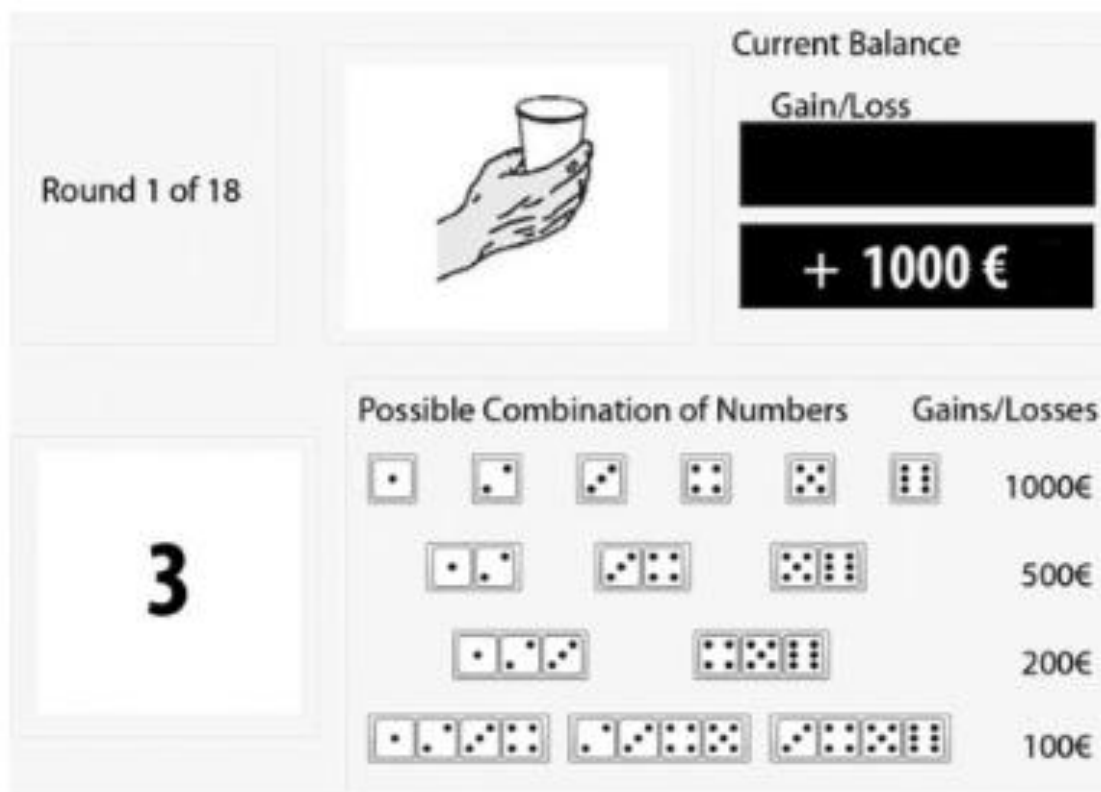 Current Balance
Gain/Loss
Round 1 of 18
+ 1000 €
Possible Combination of Numbers Gains/Losses
1000€
3
500€
200€
100€